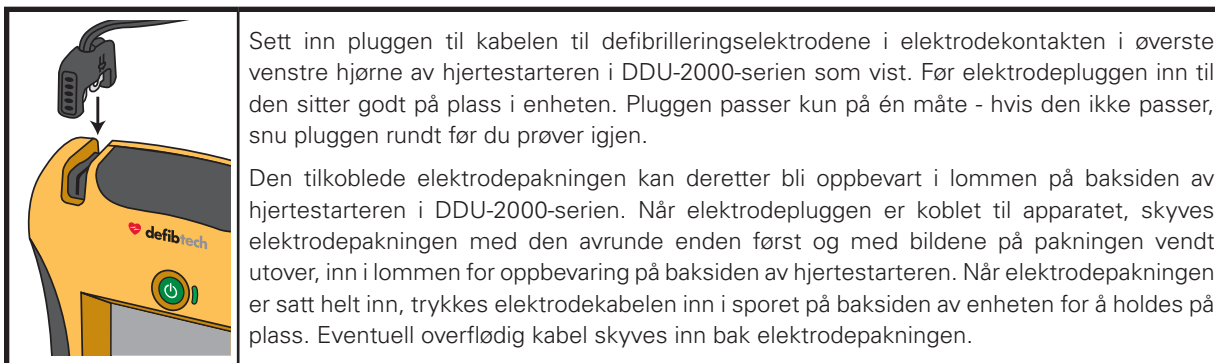 Sett inn pluggen til kabelen til defibrilleringselektrodene i elektrodekontakten i øverste
venstre hjørne av hjertestarteren i DDU-2000-serien som vist. Før elektrodepluggen inn til
den sitter godt på plass i enheten. Pluggen passer kun på én måte - hvis den ikke passer,
snu pluggen rundt før du prøver igjen.
Den tilkoblede elektrodepakningen kan deretter bli oppbevart i lommen på baksiden av
hjertestarteren i DDU-2000-serien. Når elektrodepluggen er koblet til apparatet, skyves
elektrodepakningen med den avrunde enden først og med bildene på pakningen vendt
utover, inn i lommen for oppbevaring på baksiden av hjertestarteren. Når elektrodepakningen
er satt helt inn, trykkes elektrodekabelen inn i sporet på baksiden av enheten for å holdes på
plass. Eventuell overflødig kabel skyves inn bak elektrodepakningen.
defibtech